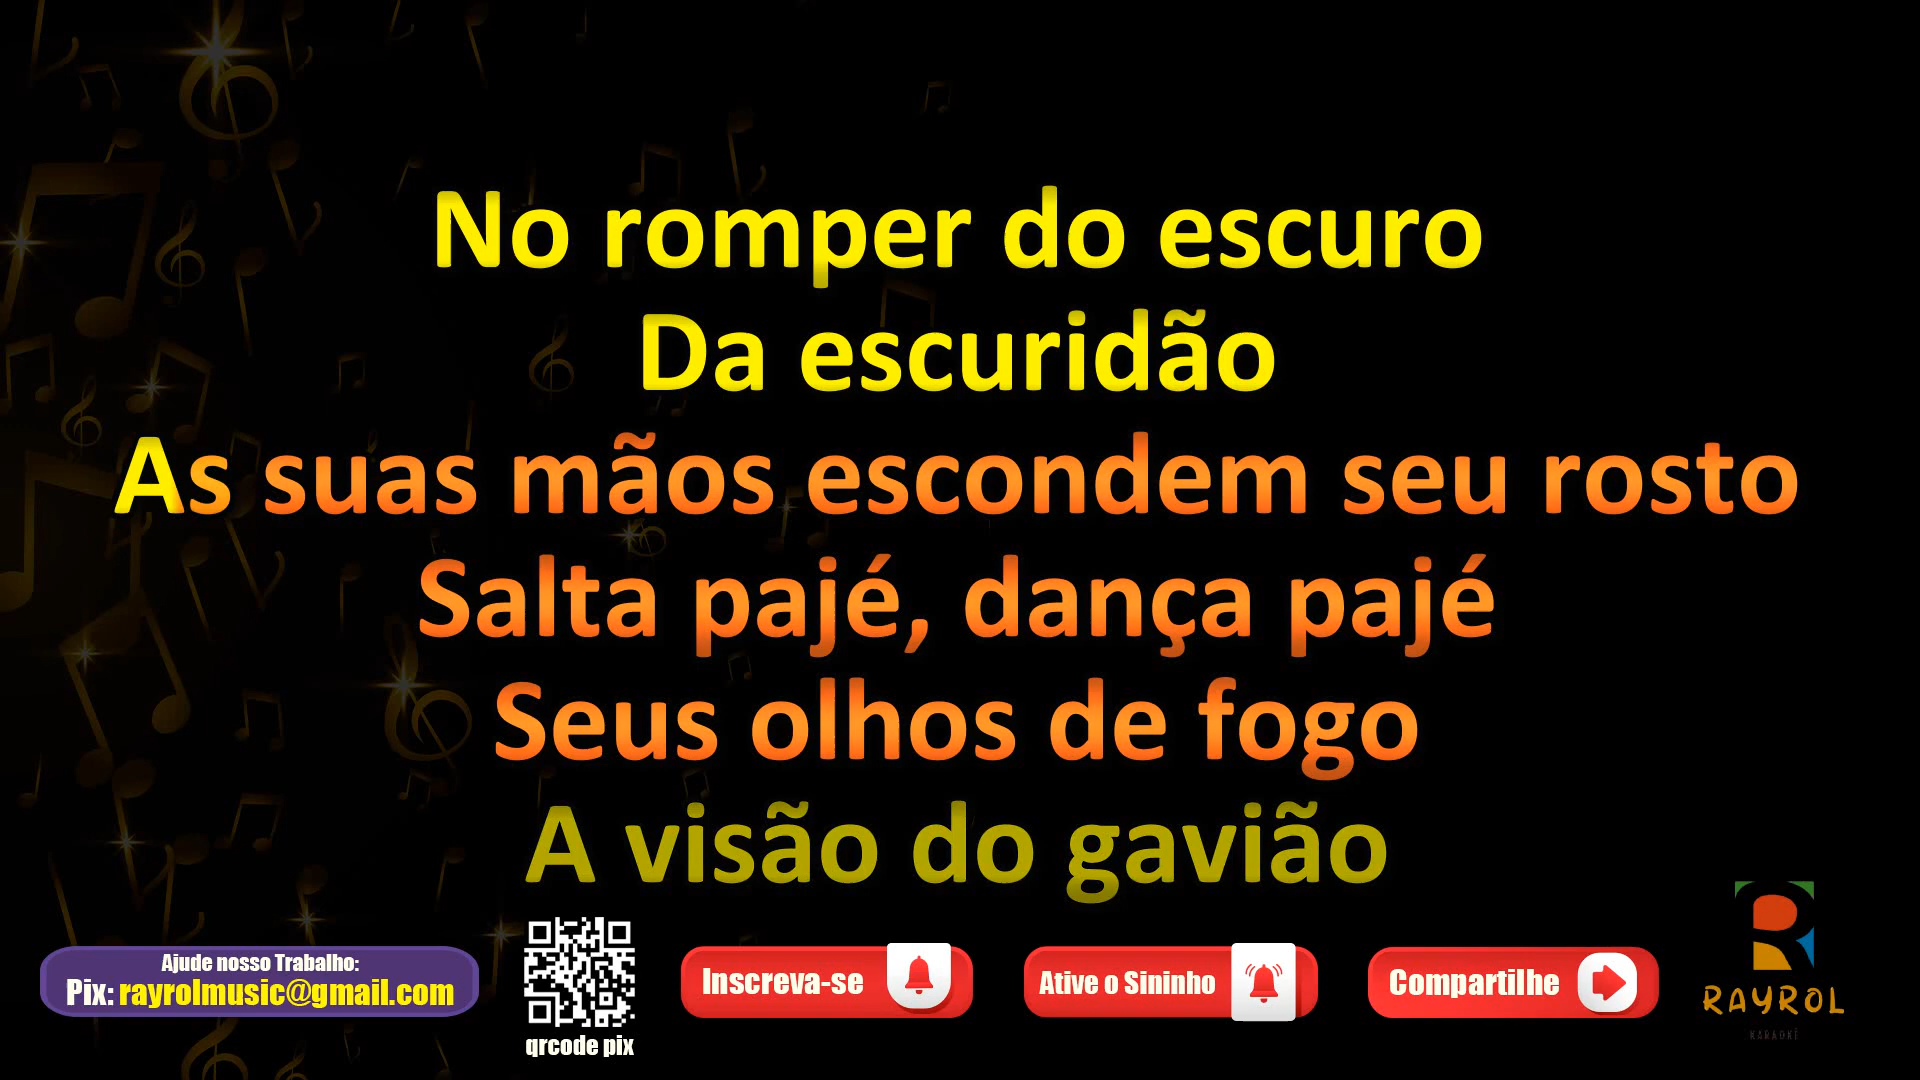 No romper do escuro
Da escuridão
As suas mãos escondem seu rosto
Salta pajé, dança pajé
Seus olhos de fogo
A visão do gavião
Ajude nosso Trabalho:
Pix: rayrolmusic@gmail.com
qrcode pix
Inscreva-se
Ative o Sininho
Compartilhe
RAYROL
KARAOKÊ